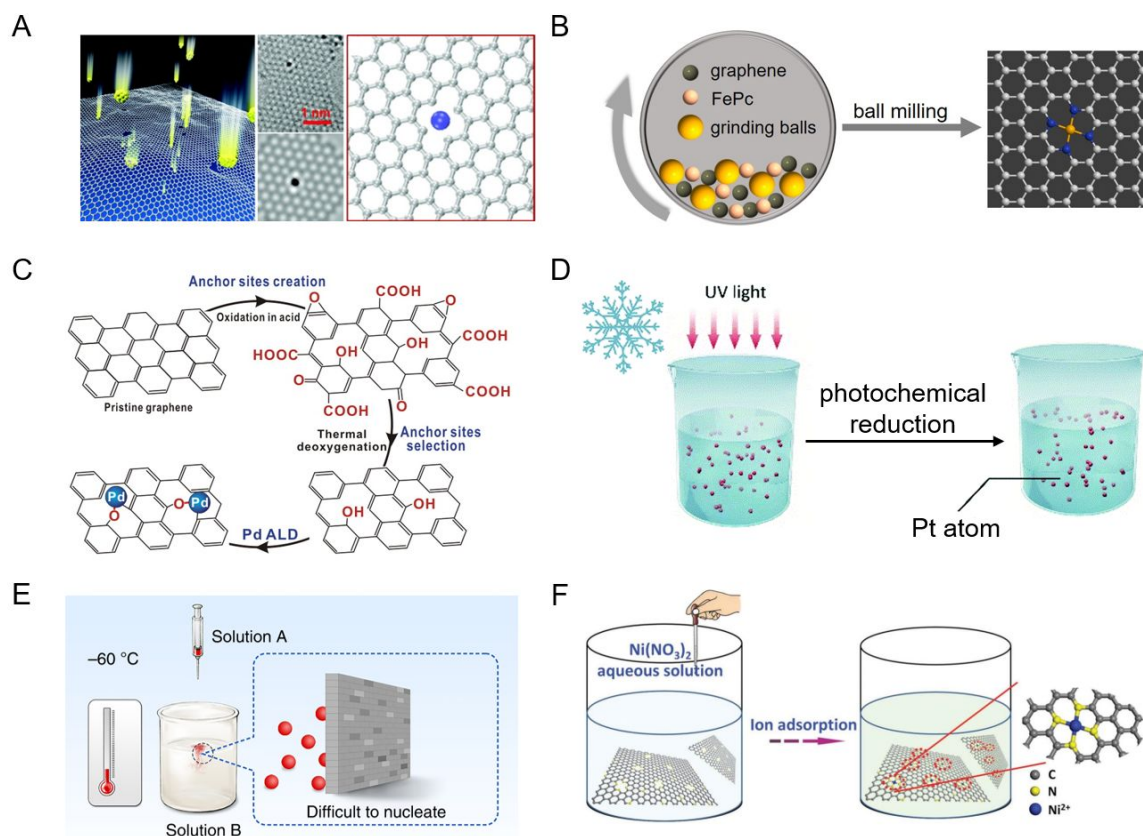 A
1 nm
B
graphene
FePc
grinding balls
ball milling
C
Anchor sites creation
Oxidation in acid
Pristine graphene
O
COOH
O
COOH
HOOC
OH
OH
O
COOH
O
COOH
Thermal
deoxygenation
Anchor sites
selection
OH
OH
Pd ALD
Pd
O
O
Pd
D
UV light
photochemical
reduction
Pt atom
E
Solution A
–60 °C
Difficult to nucleate
Solution B
F
Ni(NO3)2
aqueous solution
Ion adsorption
C
N
Ni2+